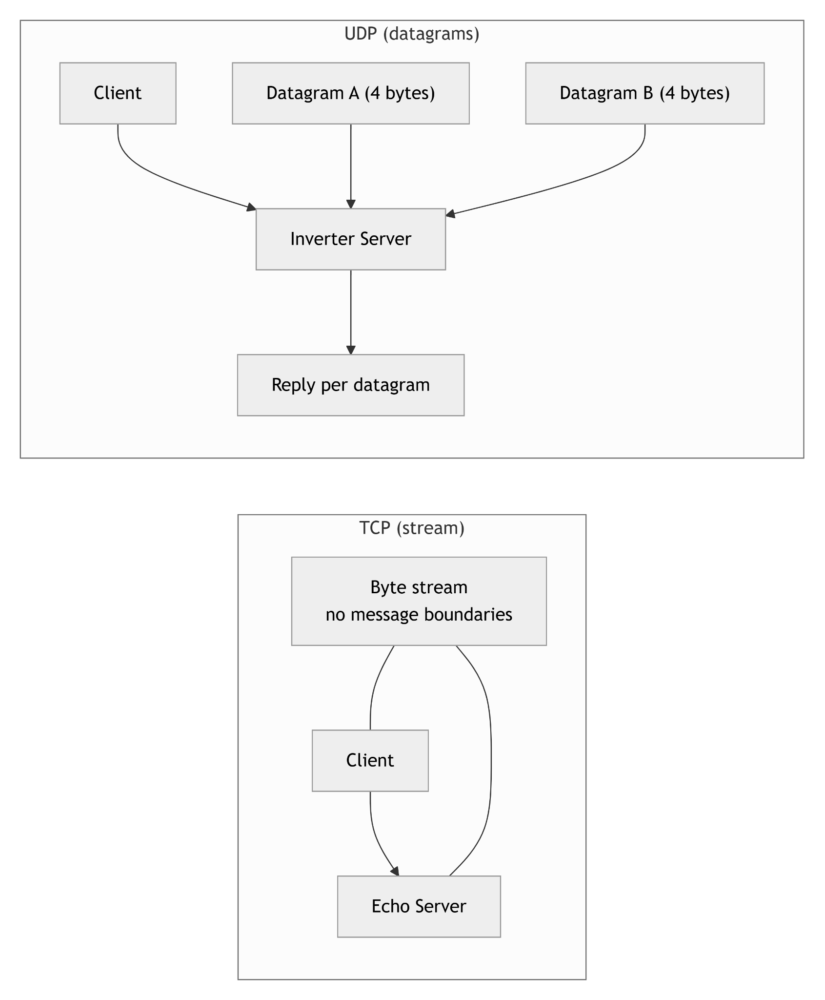 UDP (datagrams)
Client
Datagram A (4 bytes)
Datagram B (4 bytes)
Inverter Server
Reply per datagram
TCP (stream)
Byte stream
no message boundaries
Client
Echo Server